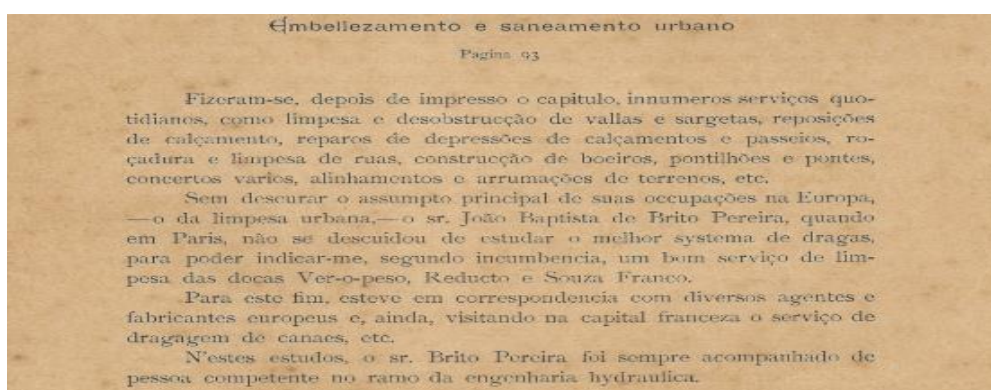 Embellezamento e saneamento urbano
Pagina 93
Fizeram-se, depois de impresso o capitulo, innumeros serviços quo-
tidianos, como limpesa e desobstrucção de vallas e sargetas, reposições
de calçamento, reparos de depressões de calçamentos e passeios, ro-
çadura e limpesa de ruas, construcção de boeiros, pontilhões e pontes,
concertos varios, alinhamentos e arrumações de terrenos, etc.
Sem descurar o assumpto principal de suas occupações na Europa,
—o da limpesa urbana,—o sr. João Baptista de Brito Pereira, quando
em Paris, não se descuidou de estudar o melhor systema de dragas,
para poder indicar-me, segundo incumbencia, um bom serviço de lim-
pesa das docas Ver-o-peso, Reducto e Souza Franco.
Para este fim, esteve em correspondencia com diversos agentes e
fabricantes europeus e, ainda, visitando na capital franceza o serviço de
dragagem de canaes, etc.
N'estes estudos, o sr. Brito Pereira foi sempre acompanhado de
pessoa competente no ramo da engenharia hydraulica.